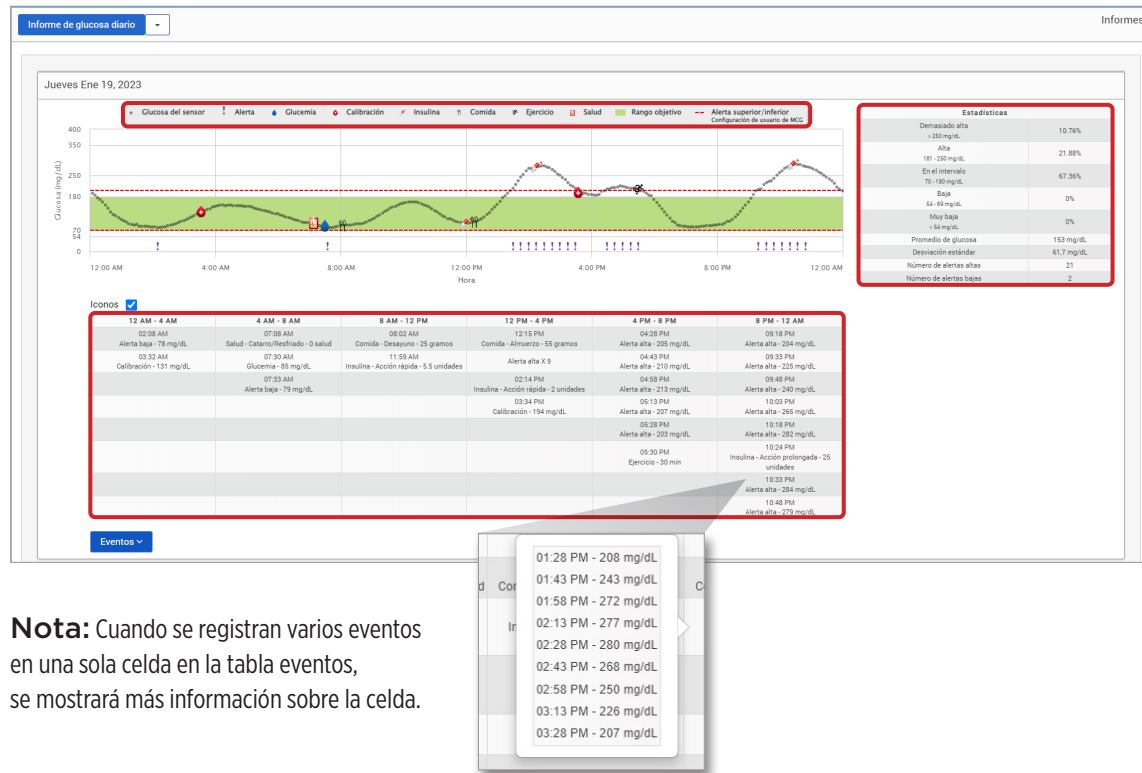 Informe de glucosa diario
Informes
Jueves Ene 19, 2023
Glucosa del sensor Alerta Glucemia Calibración Insulina Comida Ejercicio Salud Rango objetivo Alerta superior/inferior
Configuración de usuario de MCG
Glucosa (mg/dL)
400
350
250
180
70
54
0
12:00 AM 4:00 AM 8:00 AM 12:00 PM 4:00 PM 8:00 PM 12:00 AM
Hora
Estadísticas
Demasiado alta
> 250 mg/dL
10.76%
Alta
181 - 250 mg/dL
21.88%
En el intervalo
70 - 180 mg/dL
67.36%
Baja
54 - 69 mg/dL
0%
Muy baja
< 54 mg/dL
0%
Promedio de glucosa 153 mg/dL
Desviación estándar 61,7 mg/dL
Número de alertas altas 21
Número de alertas bajas 2
Iconos
12 AM - 4 AM 4 AM - 8 AM 8 AM - 12 PM 12 PM - 4 PM 4 PM - 8 PM 8 PM - 12 AM
02:08 AM 07:08 AM 08:02 AM 12:15 PM 04:28 PM 09:18 PM
Alerta baja - 78 mg/dL Salud - Catarro/Resfriado - 0 salud Comida - Desayuno - 25 gramos Comida - Almuerzo - 55 gramos Alerta alta - 205 mg/dL Alerta alta - 204 mg/dL
03:32 AM 07:30 AM 11:59 AM Alerta alta X 9 04:43 PM 09:33 PM
Calibración - 131 mg/dL Glucemia - 85 mg/dL Insulina - Acción rápida - 5.5 unidades Alerta alta - 210 mg/dL Alerta alta - 225 mg/dL
07:33 AM 02:14 PM 04:58 PM 09:48 PM
Alerta baja - 79 mg/dL Insulina - Acción rápida - 2 unidades Alerta alta - 213 mg/dL Alerta alta - 240 mg/dL
03:34 PM 05:13 PM 10:03 PM
Calibración - 194 mg/dL Alerta alta - 207 mg/dL Alerta alta - 265 mg/dL
05:28 PM 10:18 PM
Alerta alta - 203 mg/dL Alerta alta - 282 mg/dL
05:30 PM 10:24 PM
Ejercicio - 30 min Insulina - Acción prolongada - 25
unidades
10:33 PM
Alerta alta - 284 mg/dL
10:48 PM
Alerta alta - 279 mg/dL
Eventos
d Cor C
In
01:28 PM - 208 mg/dL
01:43 PM - 243 mg/dL
01:58 PM - 272 mg/dL
02:13 PM - 277 mg/dL
02:28 PM - 280 mg/dL
02:43 PM - 268 mg/dL
02:58 PM - 250 mg/dL
03:13 PM - 226 mg/dL
03:28 PM - 207 mg/dL
Nota: Cuando se registran varios eventos
en una sola celda en la tabla eventos,
se mostrará más información sobre la celda.